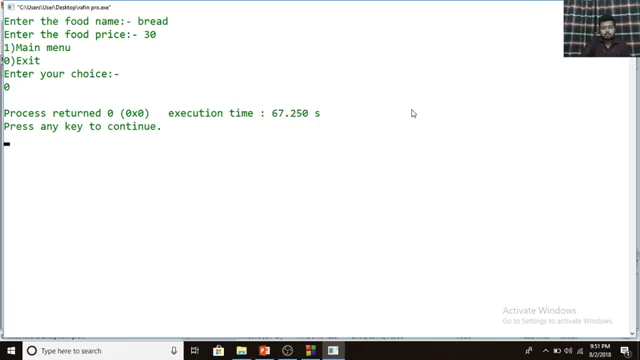 "C:\Users\User\Desktop\rafin pro.exe"
Enter the food name:- bread
Enter the food price:- 30
1)Main menu
0)Exit
Enter your choice:-
0
Process returned 0 (0x0)   execution time : 67.250 s
Press any key to continue.
Activate Windows
Go to Settings to activate Windows.
Type here to search
9:51 PM
8/2/2018